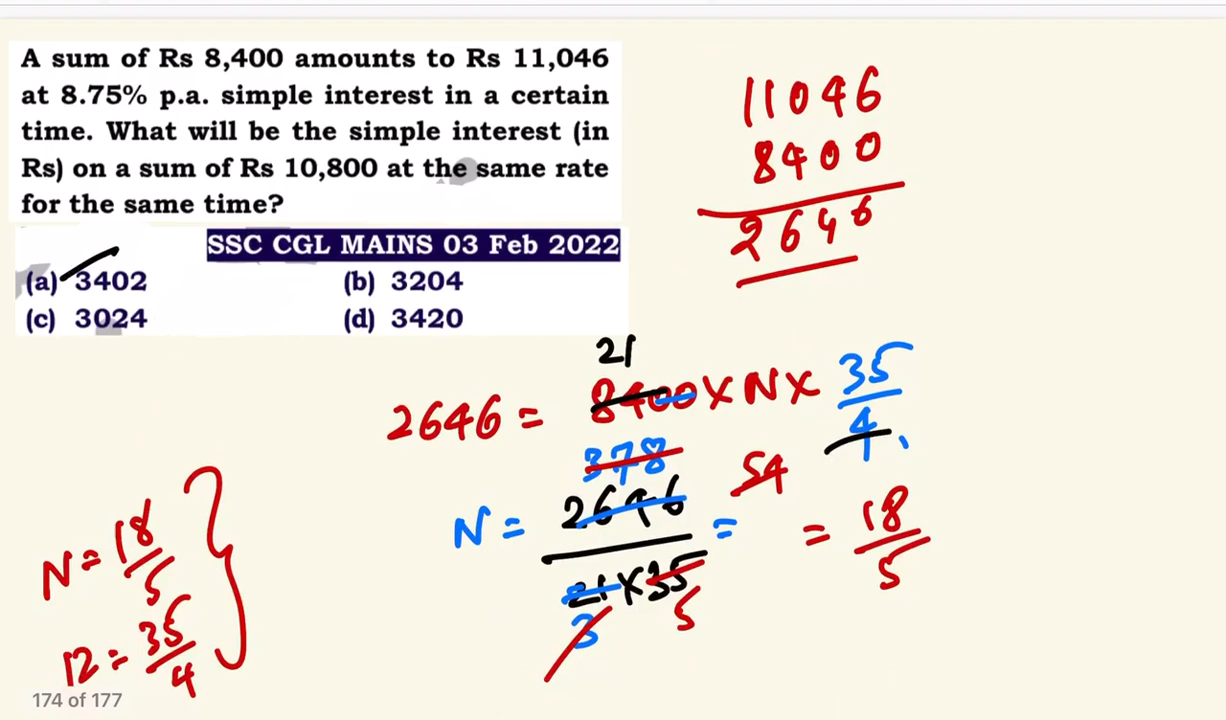 A sum of Rs 8,400 amounts to Rs 11,046
at 8.75% p.a. simple interest in a certain
time. What will be the simple interest (in
Rs) on a sum of Rs 10,800 at the same rate
for the same time?
SSC CGL MAINS 03 Feb 2022
(a) 3402 (b) 3204
(c) 3024 (d) 3420
11046
8400
2646
21
2646 = 8400 X N X 35/4
378
54
N = 2646 / 21 X 35 = = 18/5
3 5
N = 18/5
12 = 35/4
174 of 177